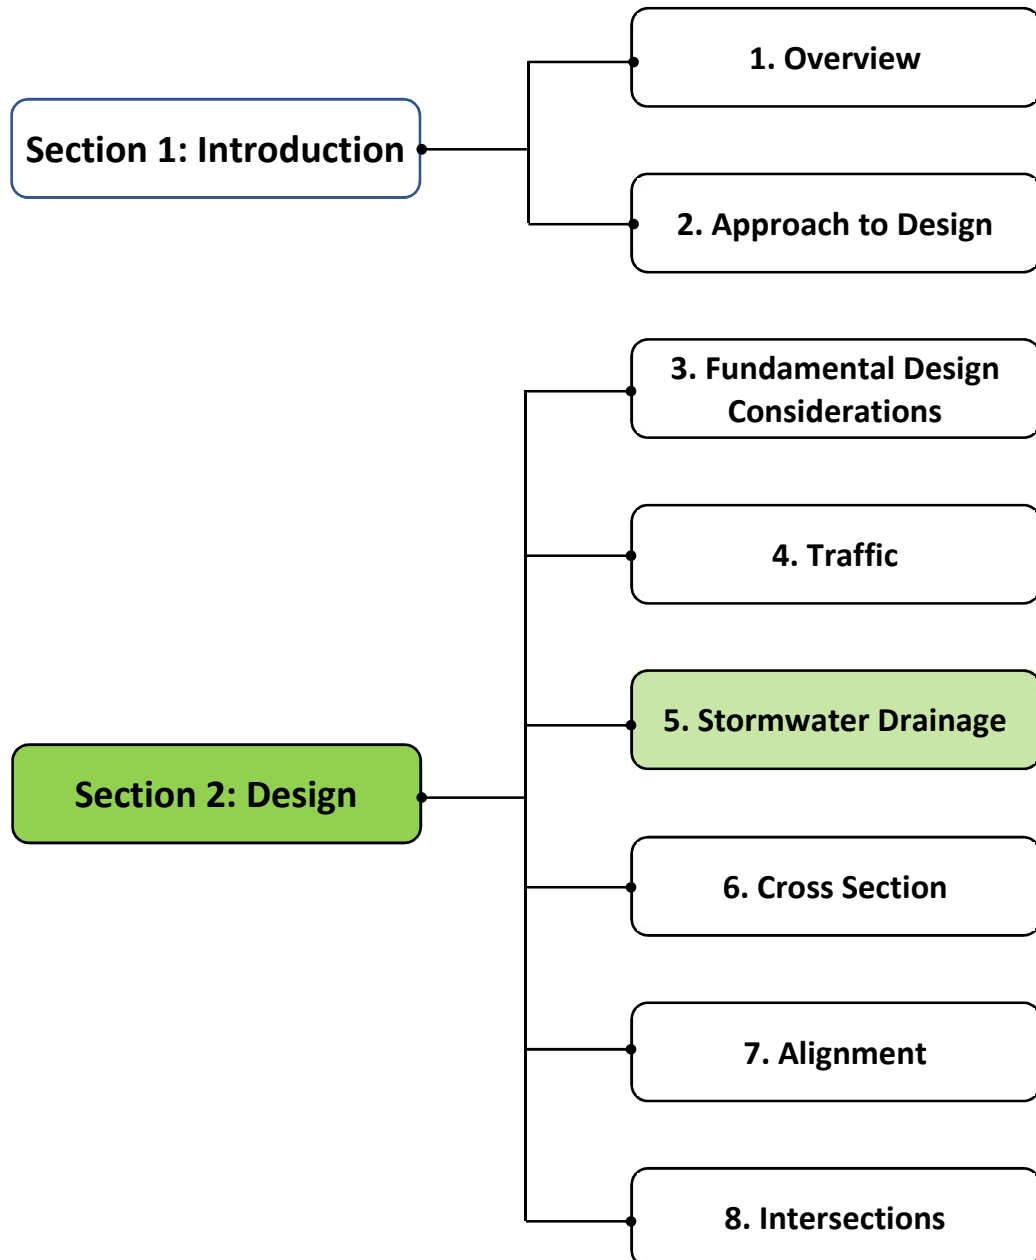 Section 1: Introduction
1. Overview
2. Approach to Design
Section 2: Design
3. Fundamental Design
Considerations
4. Traffic
5. Stormwater Drainage
6. Cross Section
7. Alignment
8. Intersections